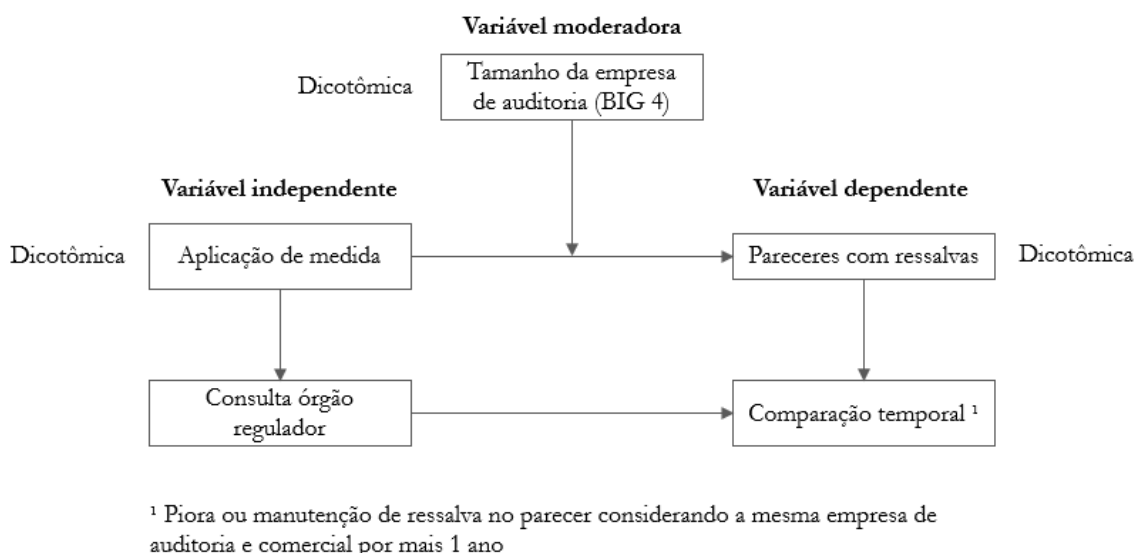 Variável moderadora
Dicotômica
Tamanho da empresa
de auditoria (BIG 4)
Variável independente
Variável dependente
Dicotômica
Aplicação de medida
Pareceres com ressalvas
Dicotômica
Consulta órgão
regulador
Comparação temporal ¹
¹ Piora ou manutenção de ressalva no parecer considerando a mesma empresa de
auditoria e comercial por mais 1 ano